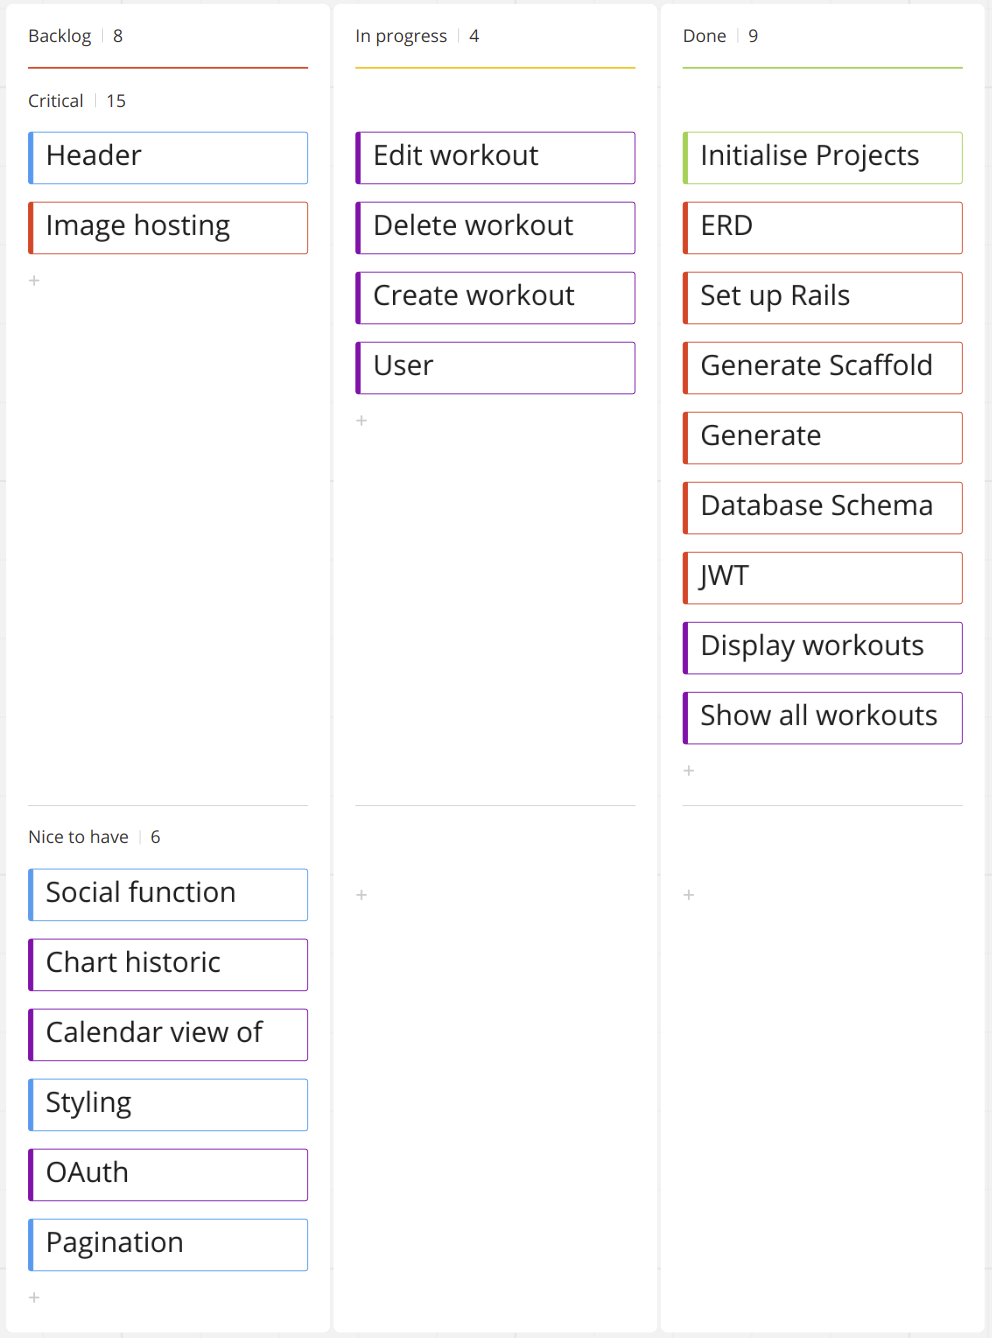 Backlog 8
In progress 4
Done 9
Critical 15
Header
Image hosting
+
Edit workout
Delete workout
Create workout
User
+
Initialise Projects
ERD
Set up Rails
Generate Scaffold
Generate
Database Schema
JWT
Display workouts
Show all workouts
+
Nice to have 6
Social function
Chart historic
Calendar view of
Styling
OAuth
Pagination
+
+
+